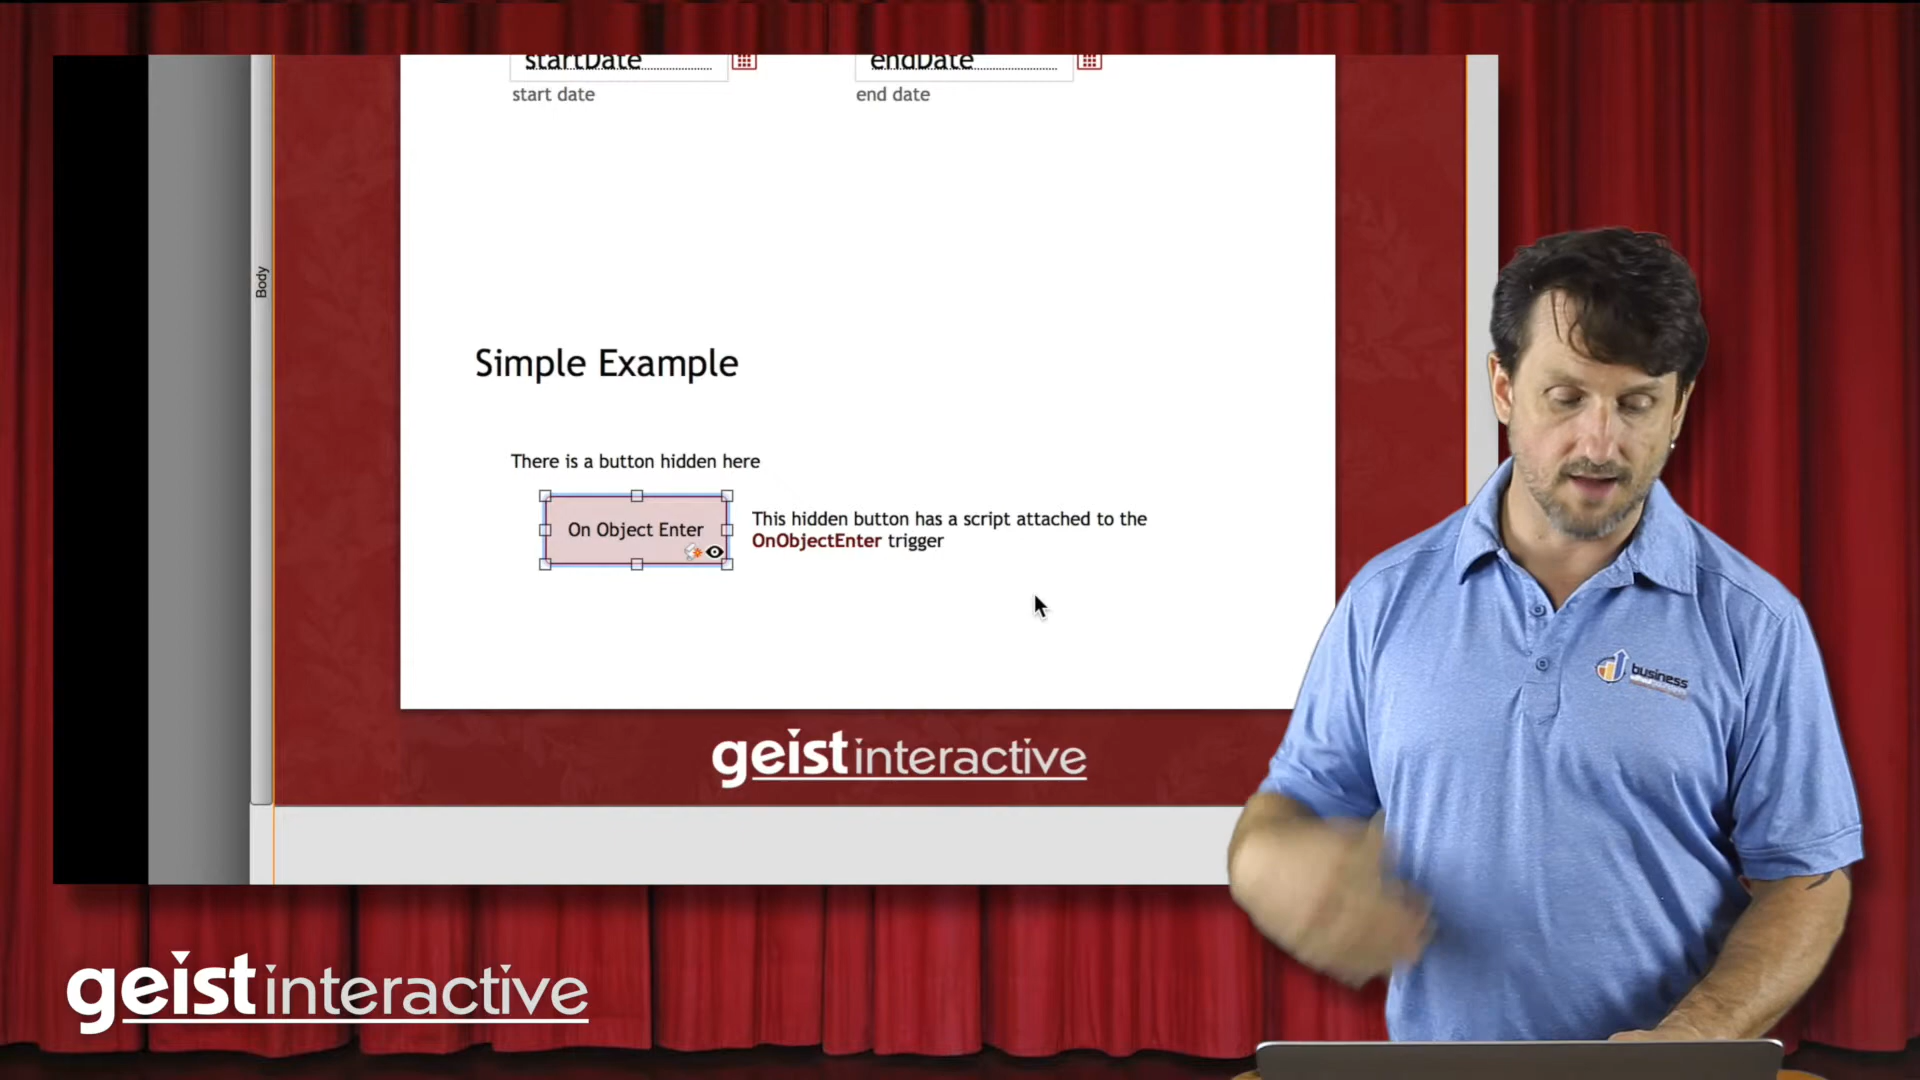 startDate
endDate
start date
end date
Body
Simple Example
There is a button hidden here
On Object Enter
This hidden button has a script attached to the
OnObjectEnter trigger
geistinteractive
business
geistinteractive